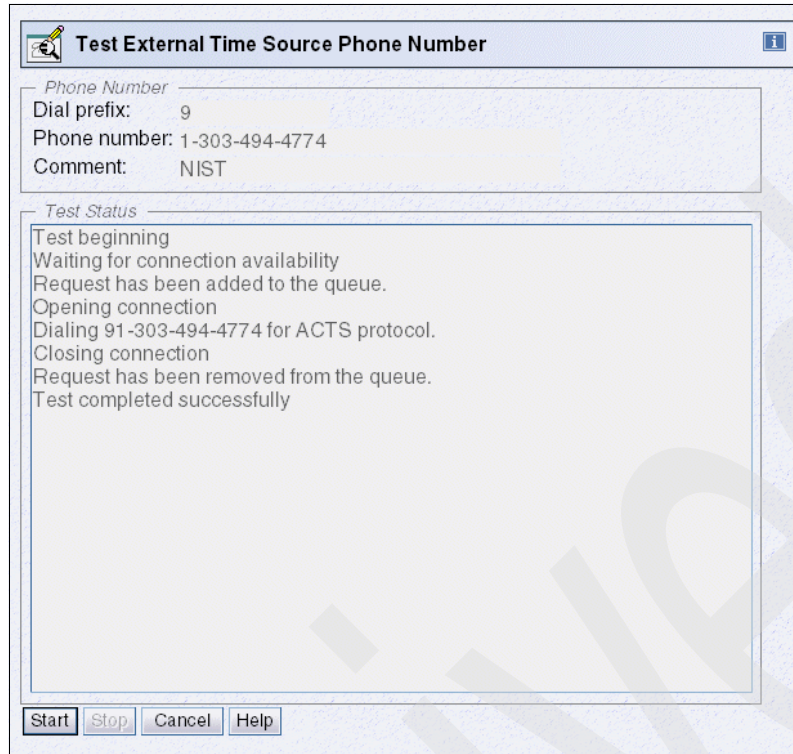 Test External Time Source Phone Number
i
Phone Number
Dial prefix: 9
Phone number: 1-303-494-4774
Comment: NIST
Test Status
Test beginning
Waiting for connection availability
Request has been added to the queue.
Opening connection
Dialing 91-303-494-4774 for ACTS protocol.
Closing connection
Request has been removed from the queue.
Test completed successfully
Start Stop Cancel Help